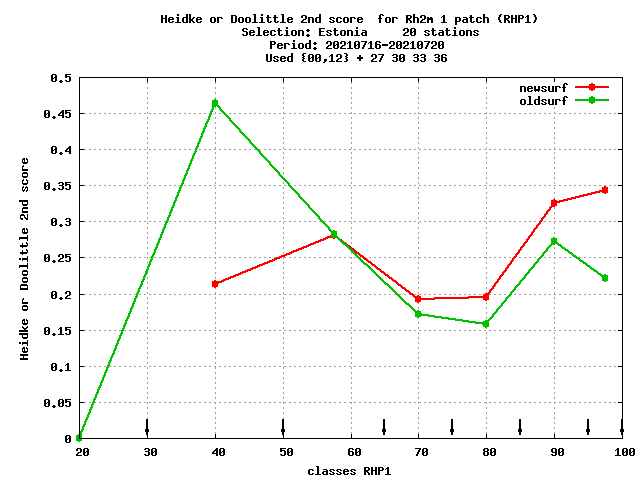 Heidke or Doolittle 2nd score  for Rh2m 1 patch (RHP1)
Selection: Estonia     20 stations
Period: 20210716-20210720
Used {00,12} + 27 30 33 36
newsurf
oldsurf
0.5
0.45
0.4
0.35
0.3
0.25
0.2
0.15
0.1
0.05
0
Heidke or Doolittle 2nd score
20 30 40 50 60 70 80 90 100
classes RHP1